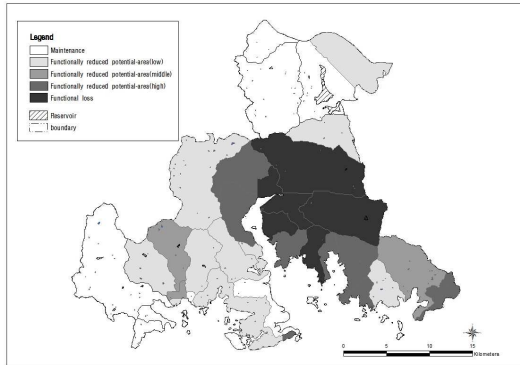 Legend
Maintenance
Functionally reduced potential-area(low)
Functionally reduced potential-area(middle)
Functionally reduced potential-area(high)
Functional loss
Reservoir
boundary
0 5 10 15
Kilometers